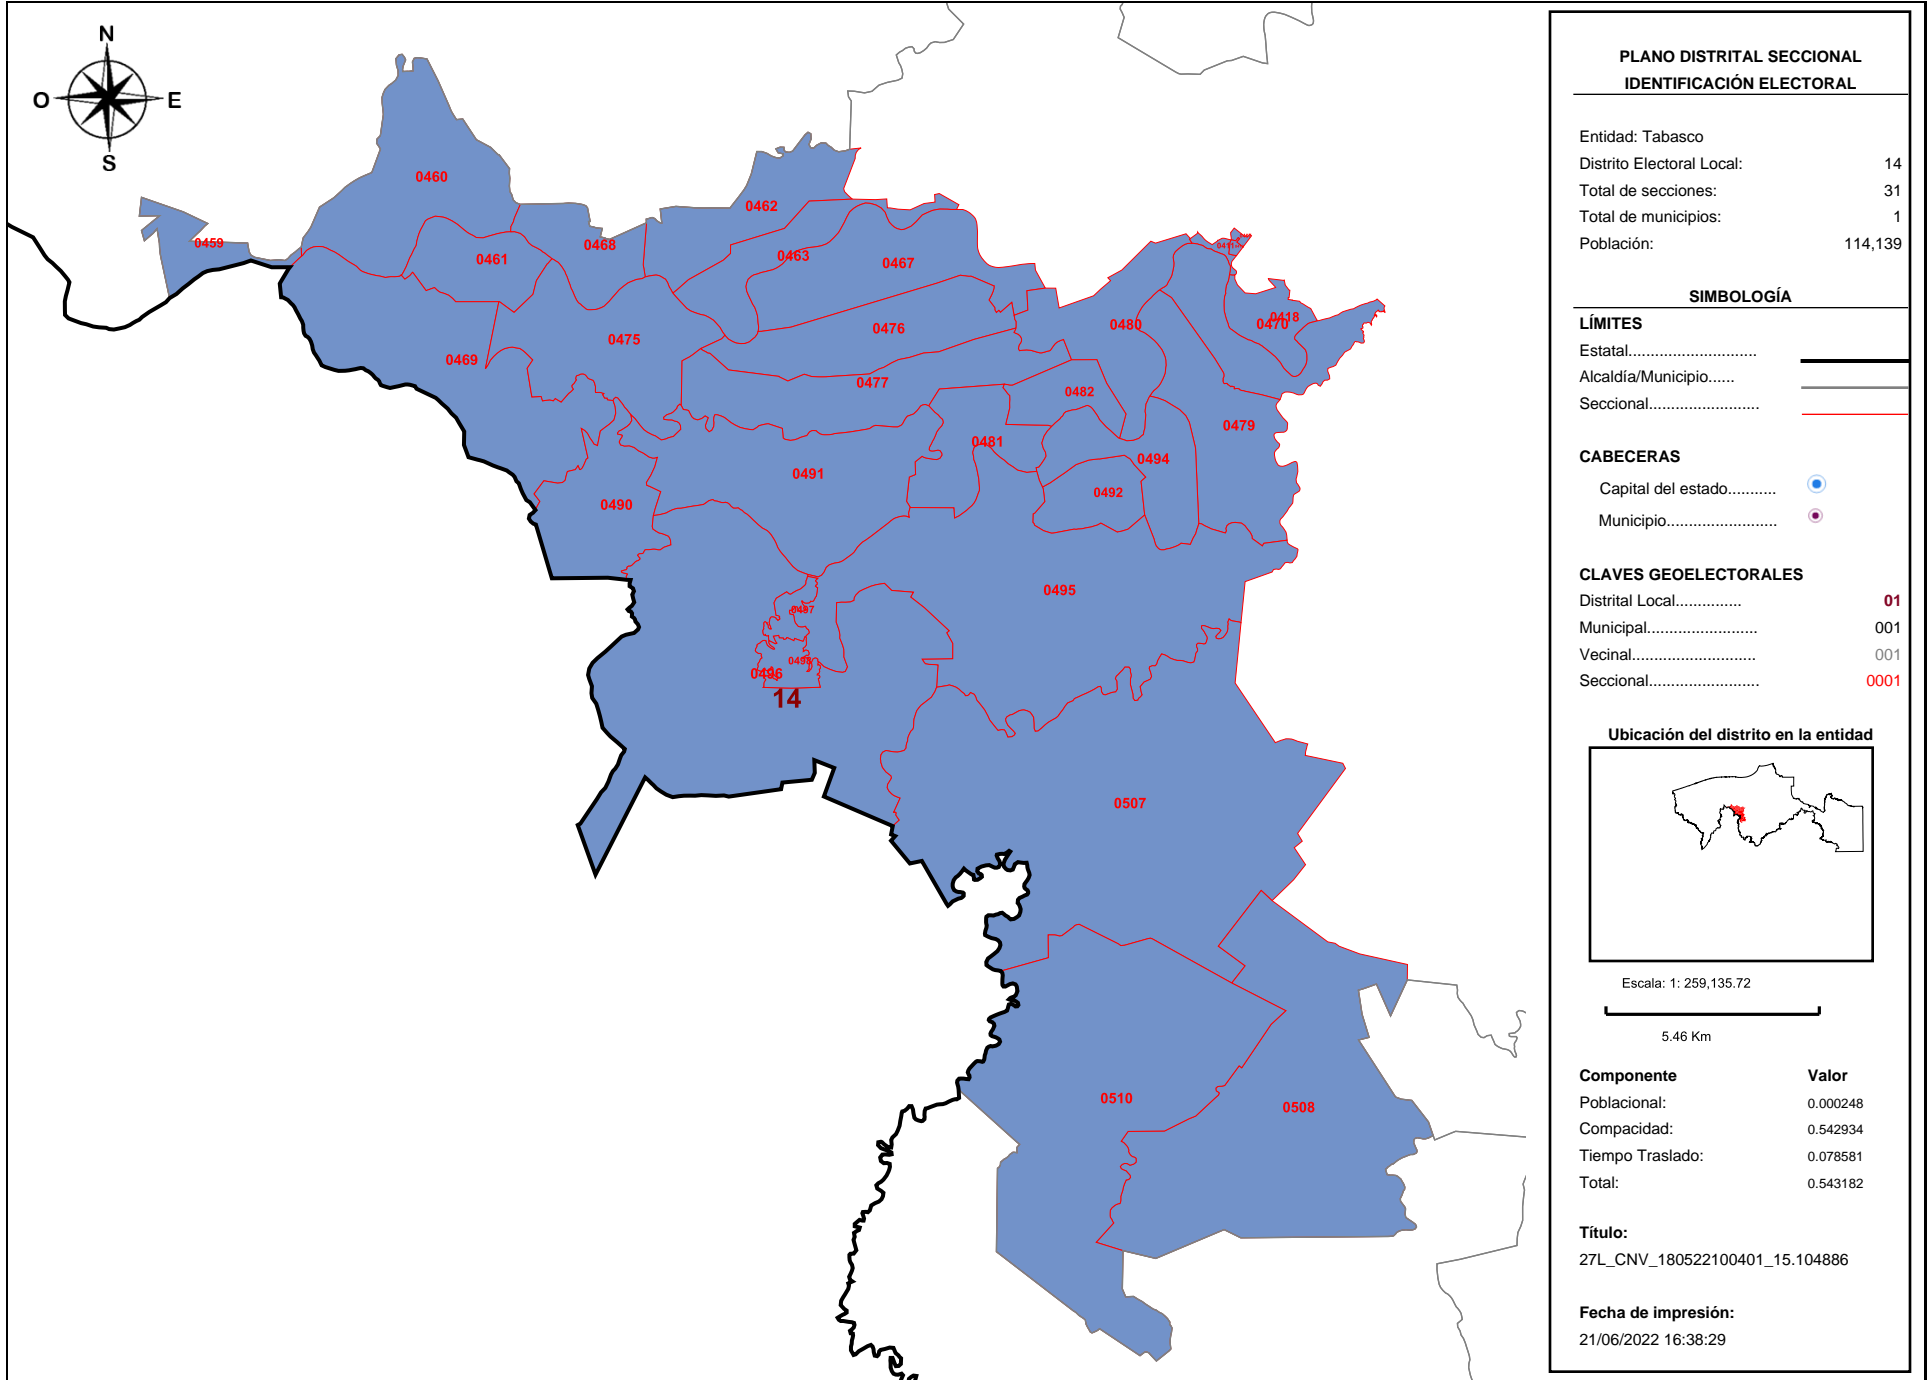 N
O
E
S
0460
0459
0461
0468
0462
0463
0467
0480
0470
0418
0476
0469
0475
0477
0482
0481
0479
0494
0491
0492
0490
0495
0497
0498
0496
14
0507
0510
0508
PLANO DISTRITAL SECCIONAL
IDENTIFICACIÓN ELECTORAL
Entidad: Tabasco
Distrito Electoral Local: 14
Total de secciones: 31
Total de municipios: 1
Población: 114,139
SIMBOLOGÍA
LÍMITES
Estatal.............................
Alcaldía/Municipio......
Seccional.........................
CABECERAS
Capital del estado...........
Municipio.........................
CLAVES GEOELECTORALES
Distrital Local............... 01
Municipal......................... 001
Vecinal............................ 001
Seccional......................... 0001
Ubicación del distrito en la entidad
Escala: 1: 259,135.72
5.46 Km
Componente Valor
Poblacional: 0.000248
Compacidad: 0.542934
Tiempo Traslado: 0.078581
Total: 0.543182
Título:
27L_CNV_180522100401_15.104886
Fecha de impresión:
21/06/2022 16:38:29